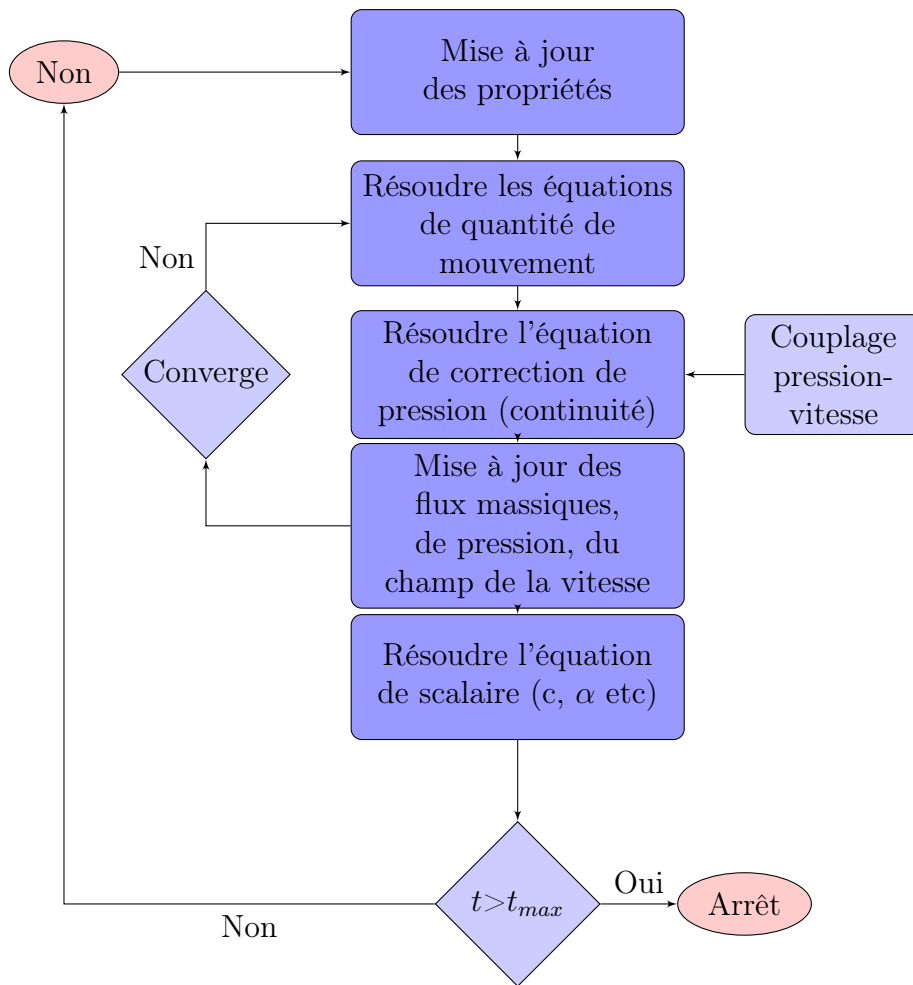 Non
Mise à jour
des propriétés
Résoudre les équations
de quantité de
mouvement
Non
Converge
Résoudre l'équation
de correction de
pression (continuité)
Couplage
pression-
vitesse
Mise à jour des
flux massiques,
de pression, du
champ de la vitesse
Résoudre l'équation
de scalaire (c, α etc)
t>t_{max}
Oui
Arrêt
Non